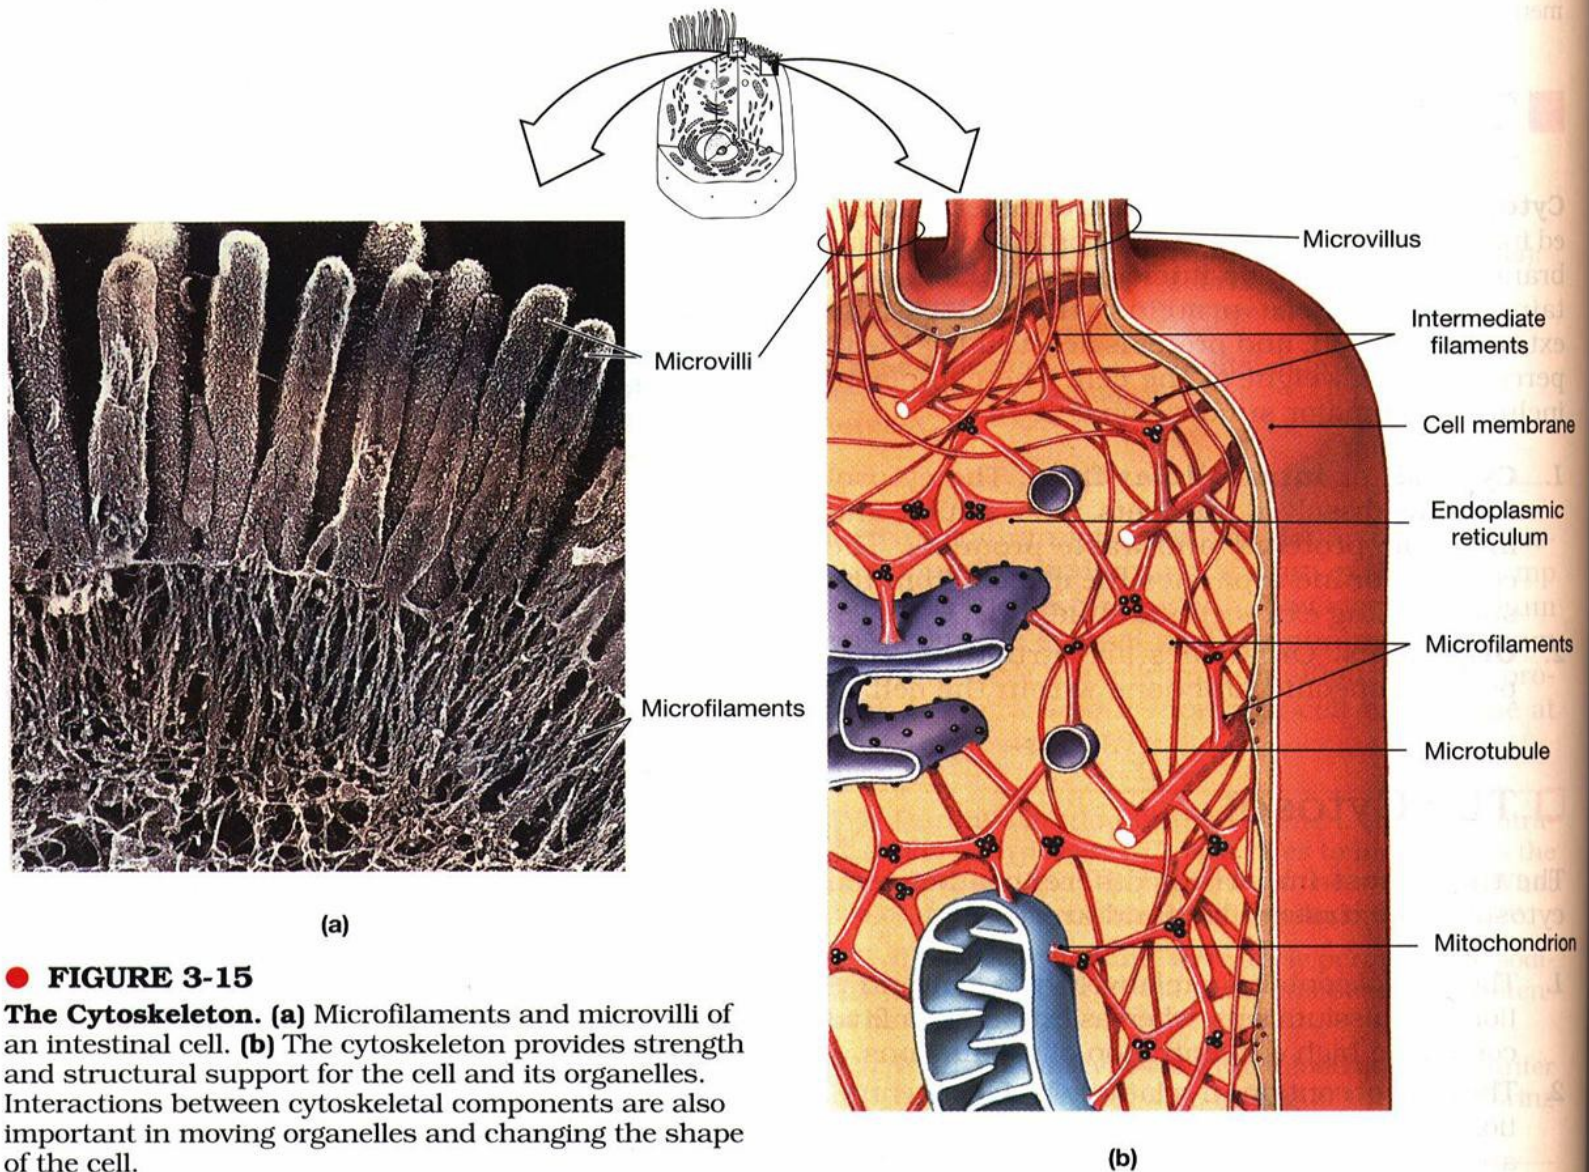 Microvillus
Intermediate
filaments
Microvilli
Cell membrane
Endoplasmic
reticulum
Microfilaments
Microfilaments
Microtubule
Mitochondrion
(a)
● FIGURE 3-15
The Cytoskeleton. (a) Microfilaments and microvilli of
an intestinal cell. (b) The cytoskeleton provides strength
and structural support for the cell and its organelles.
Interactions between cytoskeletal components are also
important in moving organelles and changing the shape
of the cell.
(b)